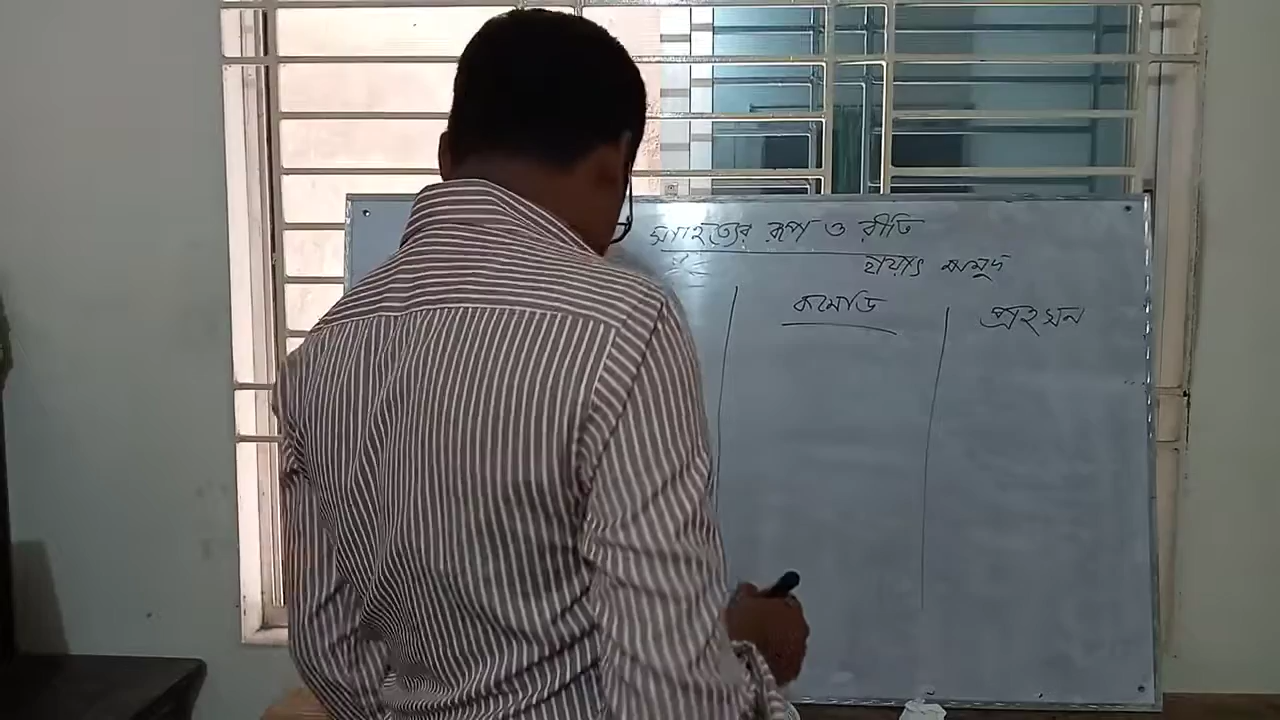 সাহিত্যের রূপ ও রীতি
হায়াৎ মামুদ
কমেডি
প্রহসন